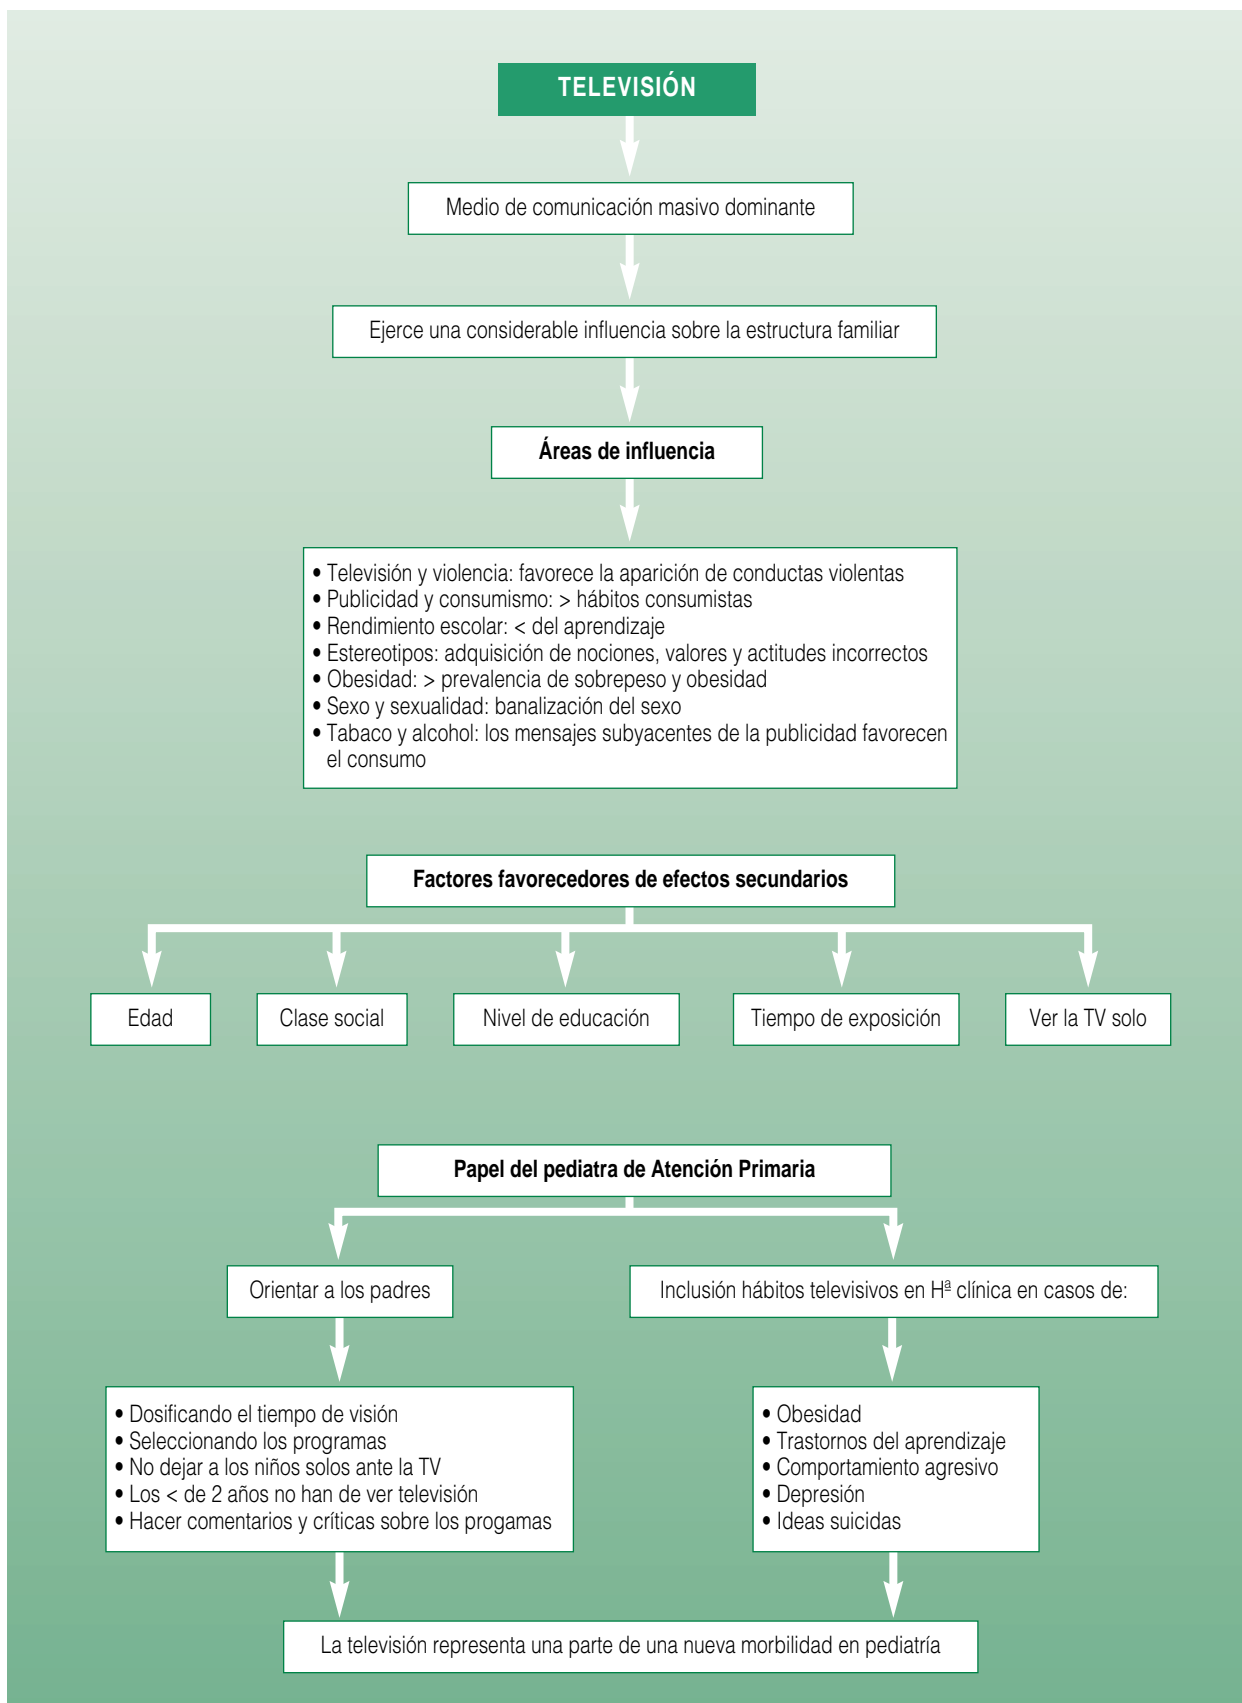 TELEVISIÓN
Medio de comunicación masivo dominante
Ejerce una considerable influencia sobre la estructura familiar
Áreas de influencia
• Televisión y violencia: favorece la aparición de conductas violentas
• Publicidad y consumismo: > hábitos consumistas
• Rendimiento escolar: < del aprendizaje
• Estereotipos: adquisición de nociones, valores y actitudes incorrectos
• Obesidad: > prevalencia de sobrepeso y obesidad
• Sexo y sexualidad: banalización del sexo
• Tabaco y alcohol: los mensajes subyacentes de la publicidad favorecen
el consumo
Factores favorecedores de efectos secundarios
Edad
Clase social
Nivel de educación
Tiempo de exposición
Ver la TV solo
Papel del pediatra de Atención Primaria
Orientar a los padres
Inclusión hábitos televisivos en Hª clínica en casos de:
• Dosificando el tiempo de visión
• Seleccionando los programas
• No dejar a los niños solos ante la TV
• Los < de 2 años no han de ver televisión
• Hacer comentarios y críticas sobre los progamas
• Obesidad
• Trastornos del aprendizaje
• Comportamiento agresivo
• Depresión
• Ideas suicidas
La televisión representa una parte de una nueva morbilidad en pediatría